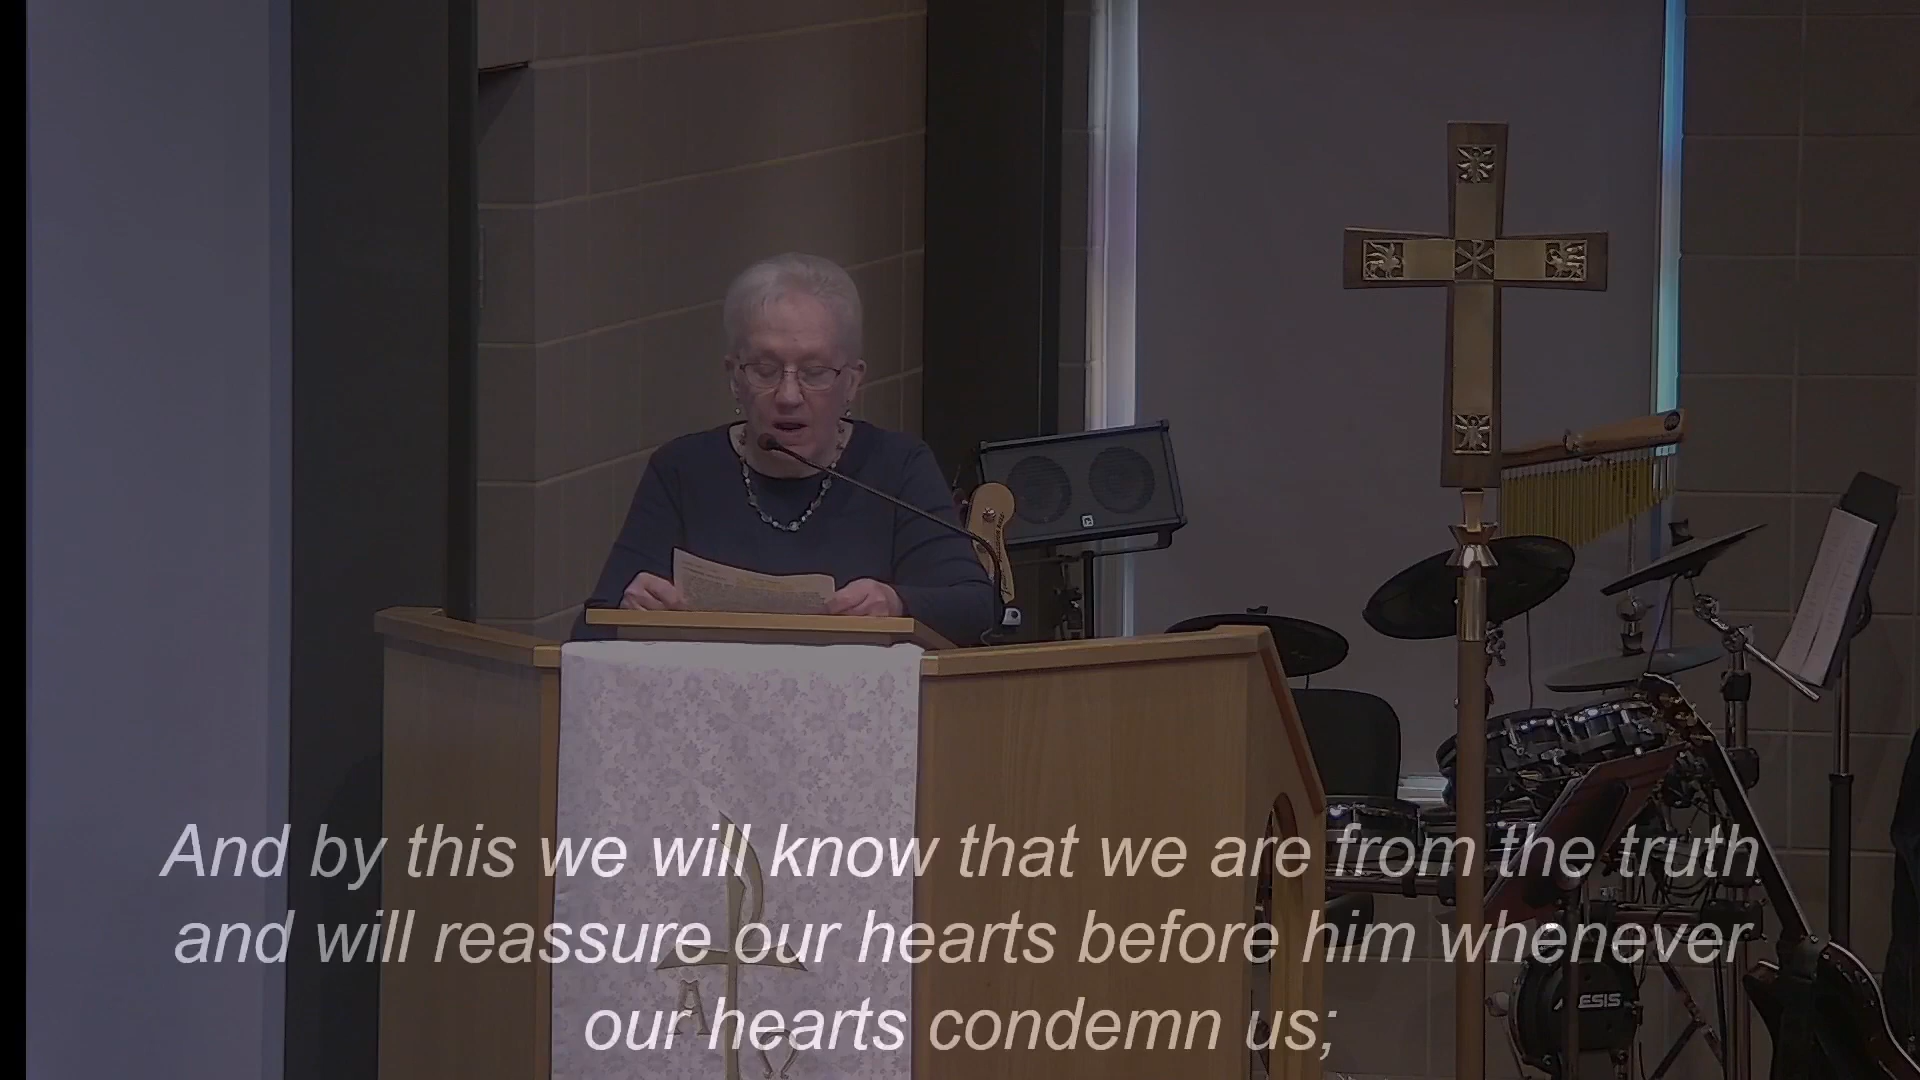 And by this we will know that we are from the truth
and will reassure our hearts before him whenever
our hearts condemn us;
ESIS
Α Ω